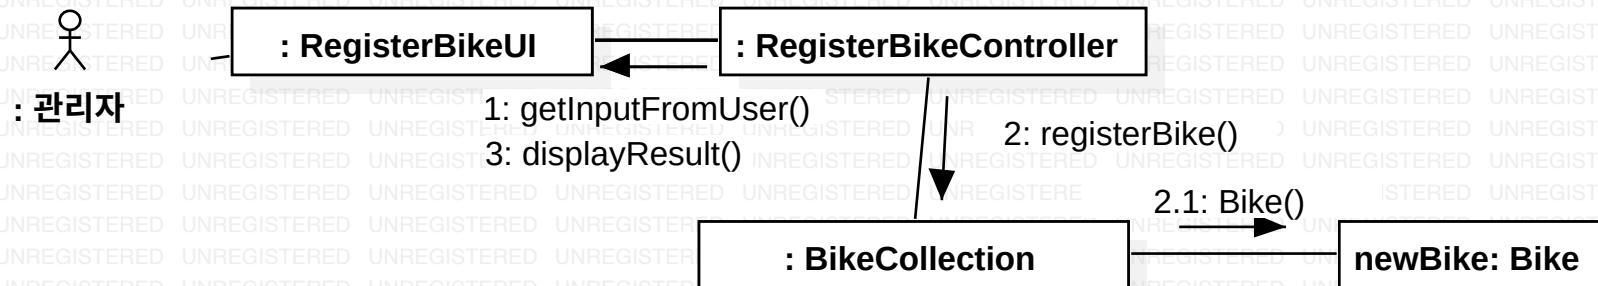 : RegisterBikeUI
: RegisterBikeController
: 관리자
1: getInputFromUser()
3: displayResult()
2: registerBike()
2.1: Bike()
: BikeCollection
newBike: Bike